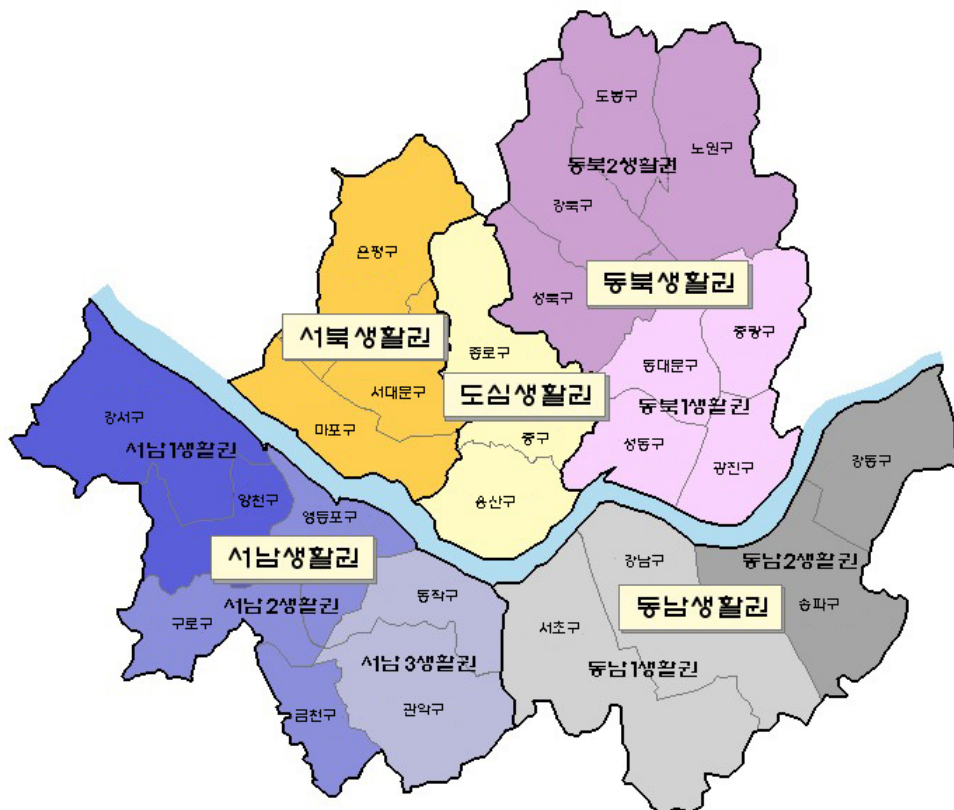 도봉구
노원구
동북2생활권
강북구
은평구
성북구
동북생활권
서북생활권
중랑구
종로구
동대문구
서대문구
도심생활권
동북1생활권
마포구
중구
성동구
강서구
서남1생활권
광진구
강동구
양천구
용산구
영등포구
서남생활권
강남구
동남2생활권
동작구
서남2생활권
동남생활권
송파구
구로구
서초구
서남3생활권
동남1생활권
관악구
금천구